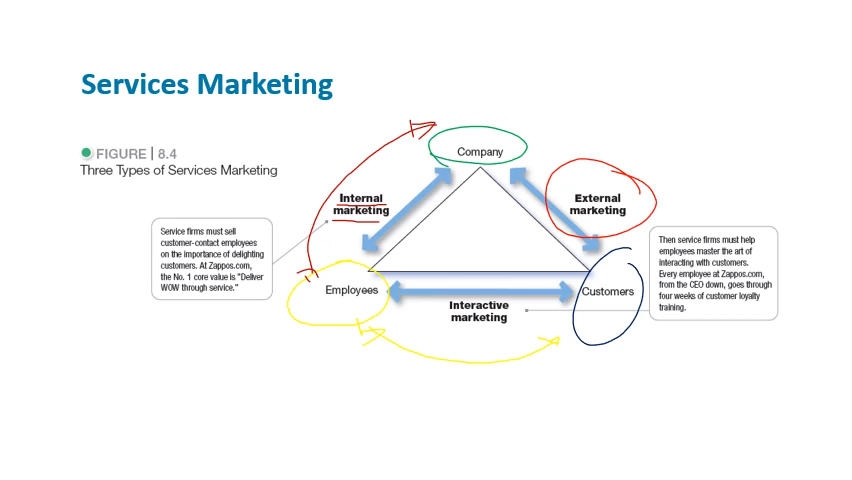 Services Marketing
FIGURE | 8.4
Three Types of Services Marketing
Company
Internal
marketing
External
marketing
Service firms must sell
customer-contact employees
on the importance of delighting
customers. At Zappos.com,
the No. 1 core value is "Deliver
WOW through service."
Then service firms must help
employees master the art of
interacting with customers.
Every employee at Zappos.com,
from the CEO down, goes through
four weeks of customer loyalty
training.
Employees
Customers
Interactive
marketing